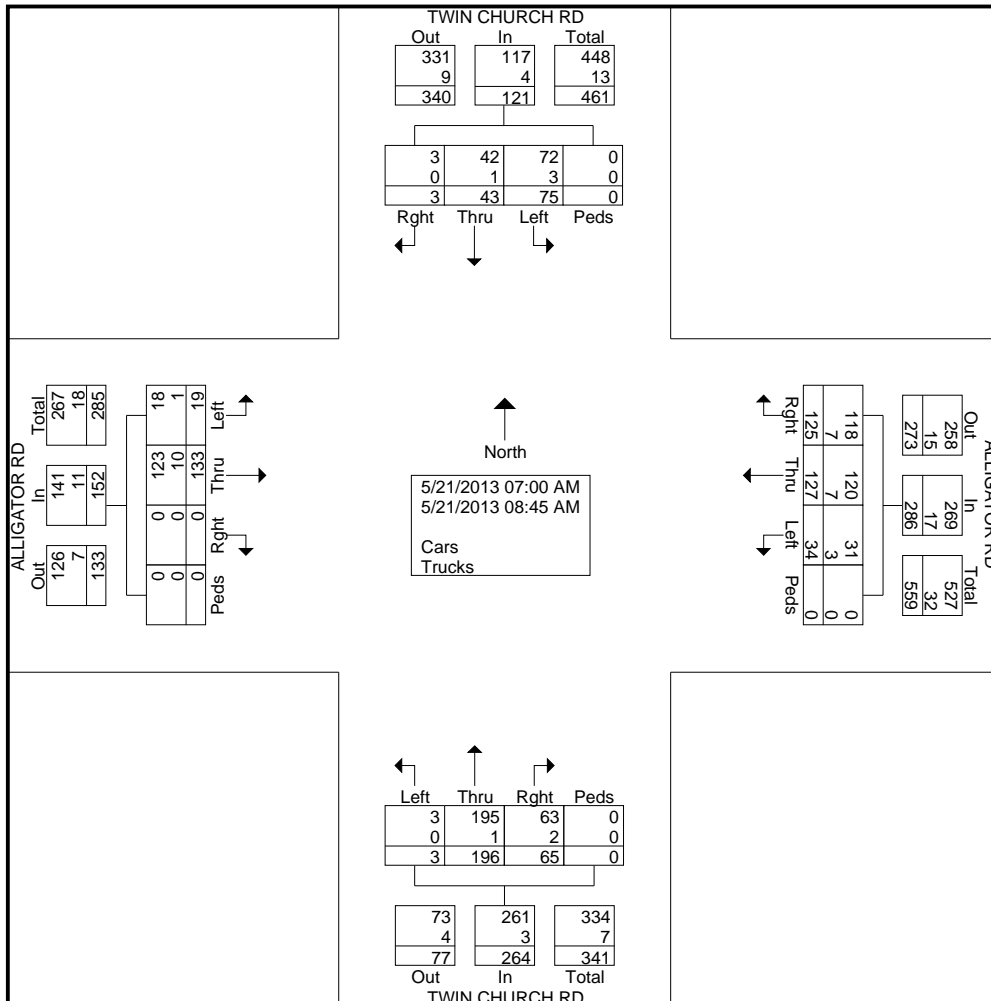 TWIN CHURCH RD
Out In Total
331 117 448
9 4 13
340 121 461
3 42 72 0
0 1 3 0
3 43 75 0
Rght Thru Left Peds
ALLIGATOR RD
Total In Out
267 141 126
18 11 7
285 152 133
18 123 0 0
1 10 0 0
19 133 0 0
Left Thru Rght Peds
North
5/21/2013 07:00 AM
5/21/2013 08:45 AM
Cars
Trucks
Rght Thru Left Peds
118 120 31 0
7 7 3 0
125 127 34 0
Out In Total
258 269 527
15 17 32
273 286 559
ALLIGATOR RD
Left Thru Rght Peds
3 195 63 0
0 1 2 0
3 196 65 0
73 261 334
4 3 7
77 264 341
Out In Total
TWIN CHURCH RD